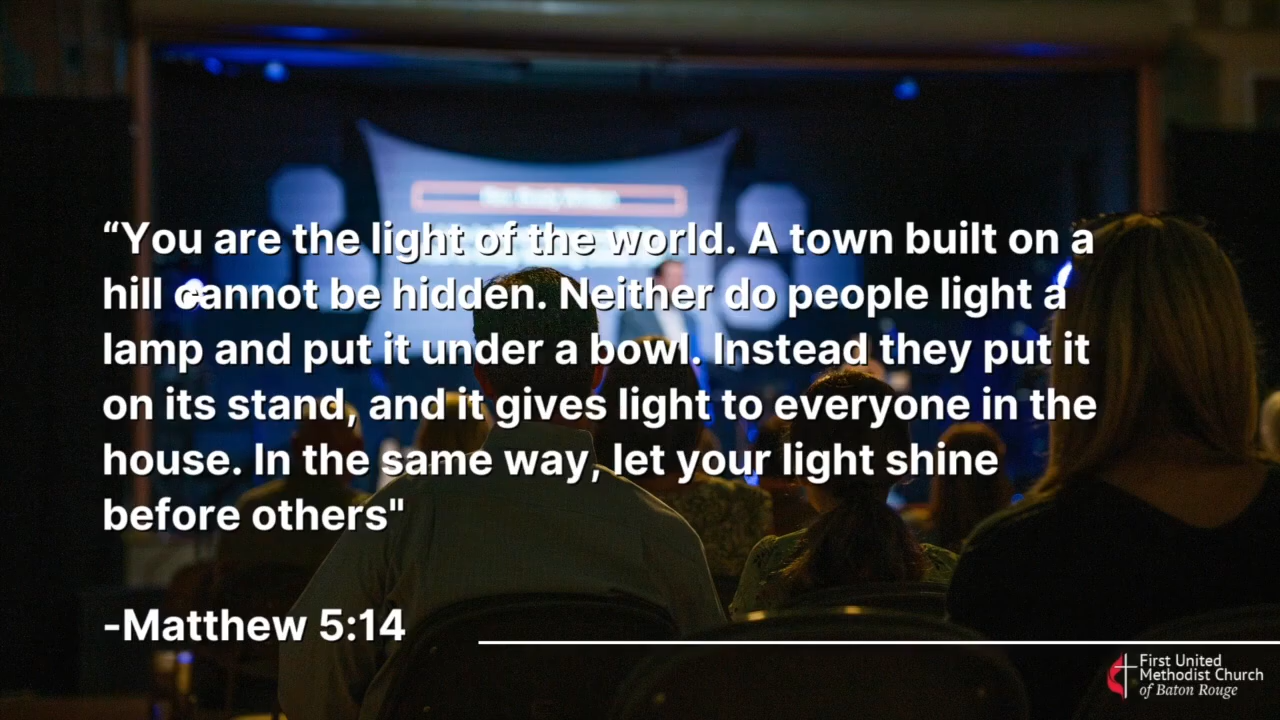 “You are the light of the world. A town built on a
hill cannot be hidden. Neither do people light a
lamp and put it under a bowl. Instead they put it
on its stand, and it gives light to everyone in the
house. In the same way, let your light shine
before others"
-Matthew 5:14
First United
Methodist Church
of Baton Rouge